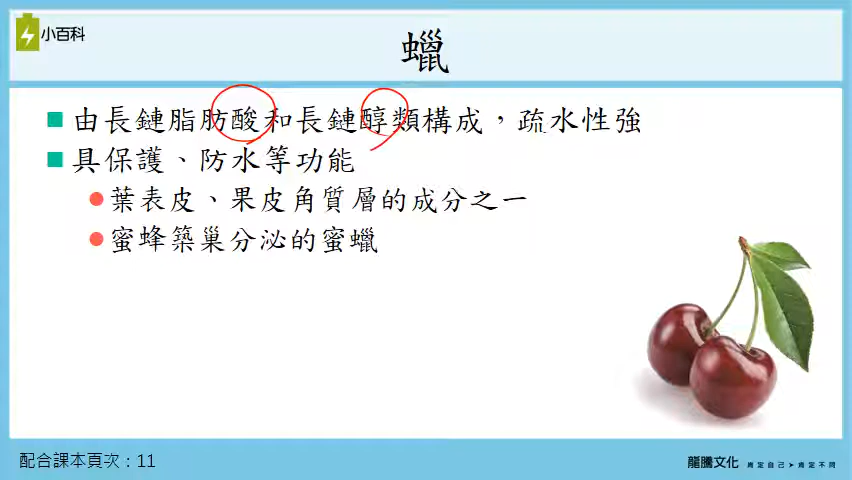 小百科
蠟
由長鏈脂肪酸和長鏈醇類構成，疏水性強
具保護、防水等功能
葉表皮、果皮角質層的成分之一
蜜蜂築巢分泌的蜜蠟
配合課本頁次：11
龍騰文化 肯定自己➤肯定不同